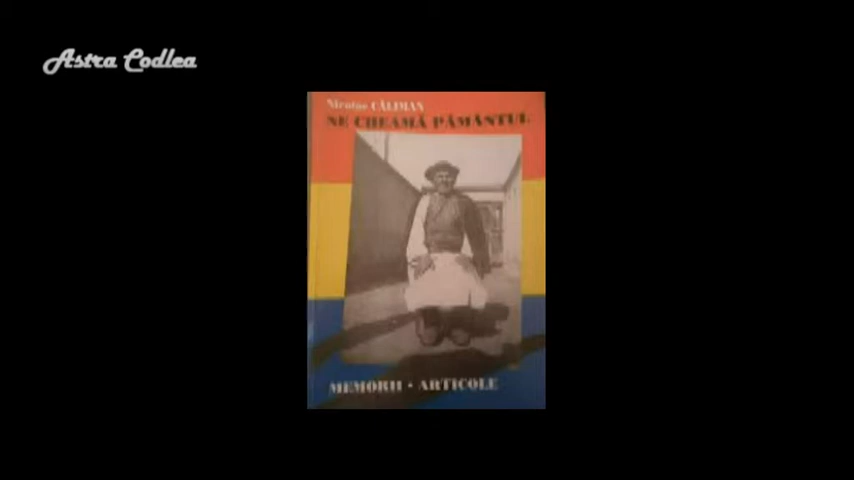 Astra Codlea
Nicolae CĂLIMAN
NE CHEAMĂ PĂMÂNTUL
MEMORII • ARTICOLE